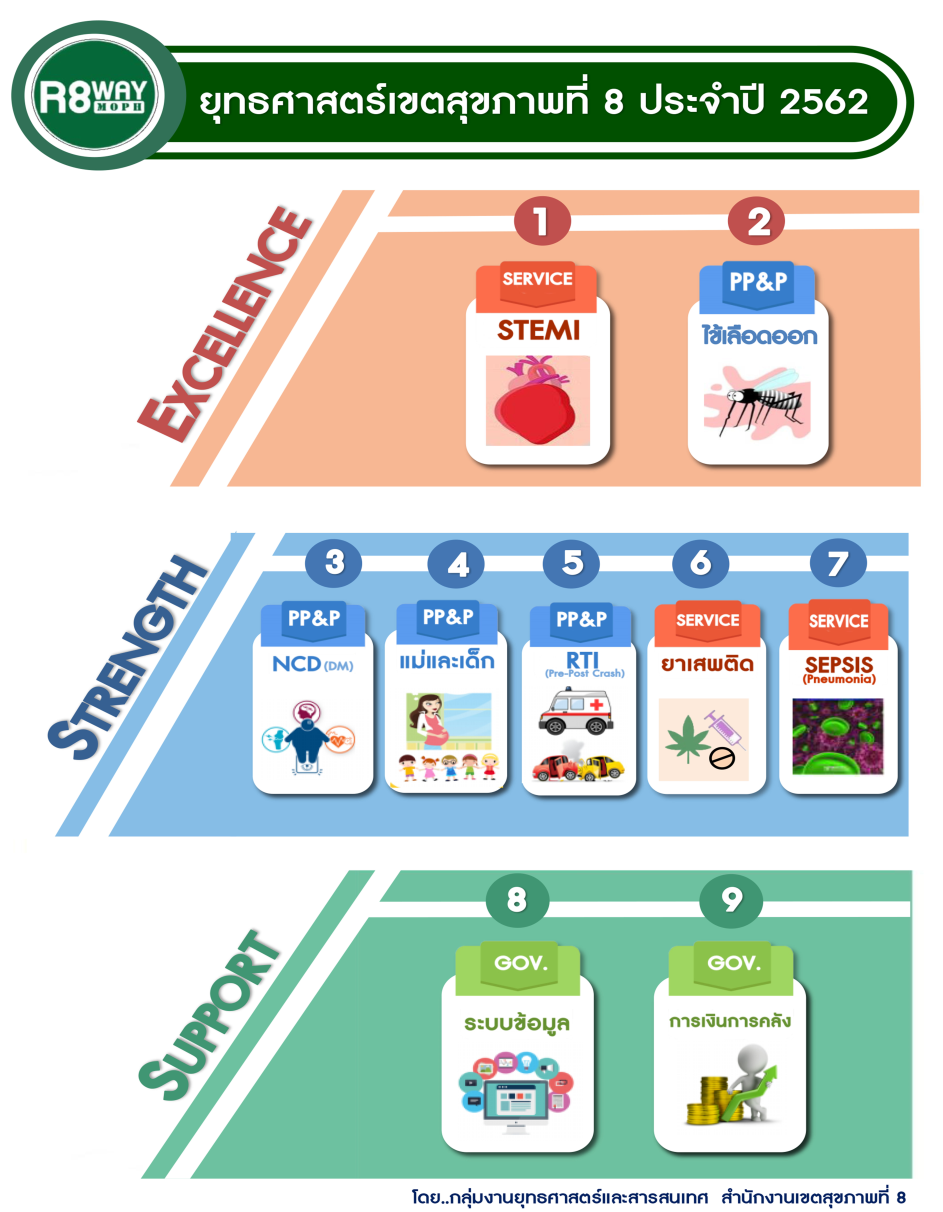 R8WAY
MOPH
ยุทธศาสตร์เขตสุขภาพที่ 8 ประจำปี 2562
EXCELLENCE
1
2
SERVICE
PP&P
STEMI
ไข้เลือดออก
STRENGTH
3
4
5
6
7
PP&P
PP&P
PP&P
SERVICE
SERVICE
NCD (DM)
แม่และเด็ก
RTI
(Pre-Post Crash)
ยาเสพติด
SEPSIS
(Pneumonia)
SUPPORT
8
9
GOV.
GOV.
ระบบข้อมูล
การเงินการคลัง
โดย..กลุ่มงานยุทธศาสตร์และสารสนเทศ สำนักงานเขตสุขภาพที่ 8